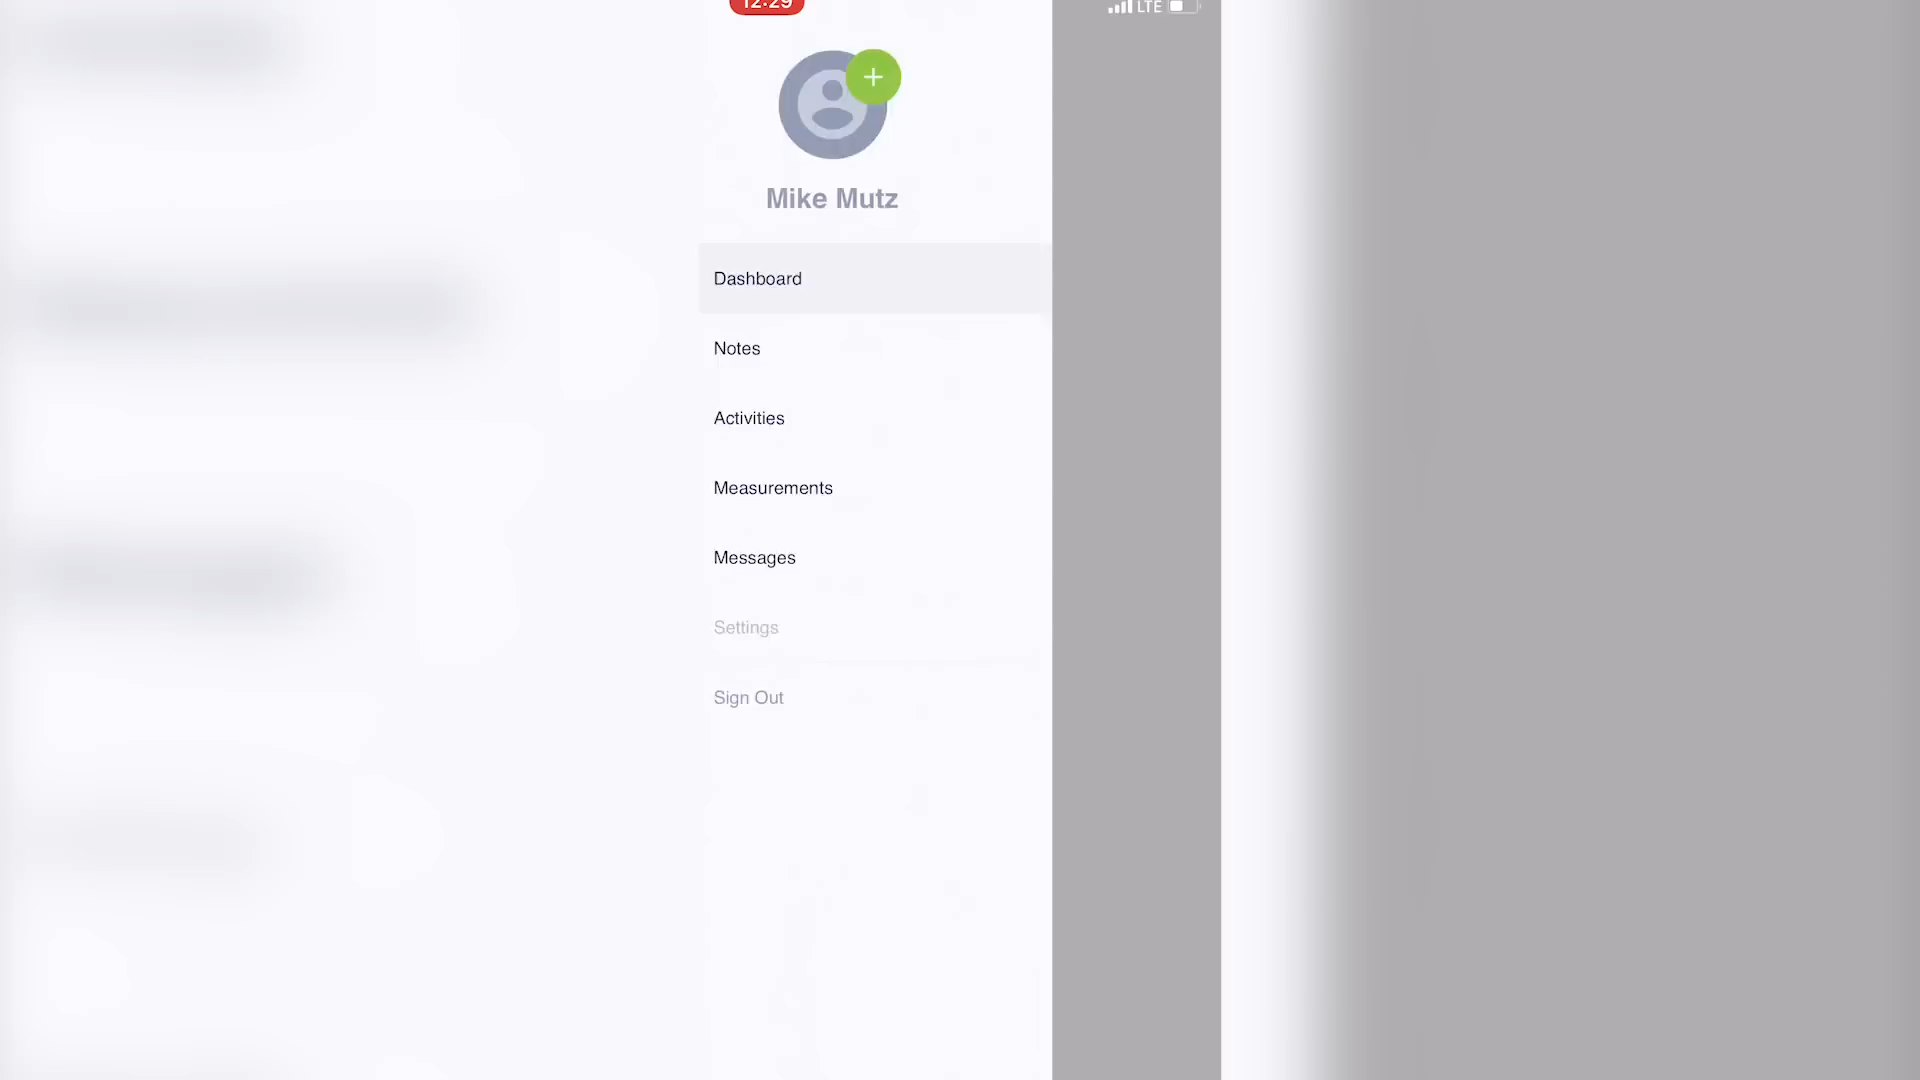 12:29
LTE
Mike Mutz
Dashboard
Notes
Activities
Measurements
Messages
Settings
Sign Out